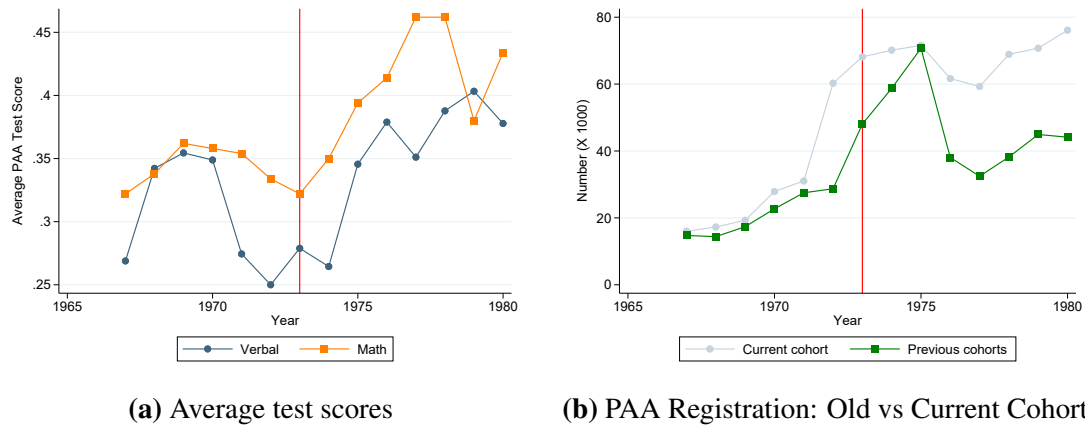 Average PAA Test Score
.45
.4
.35
.3
.25
1965
1970
1975
1980
Year
Verbal
Math
(a) Average test scores
Number (X 1000)
80
60
40
20
0
1965
1970
1975
1980
Year
Current cohort
Previous cohorts
(b) PAA Registration: Old vs Current Cohort